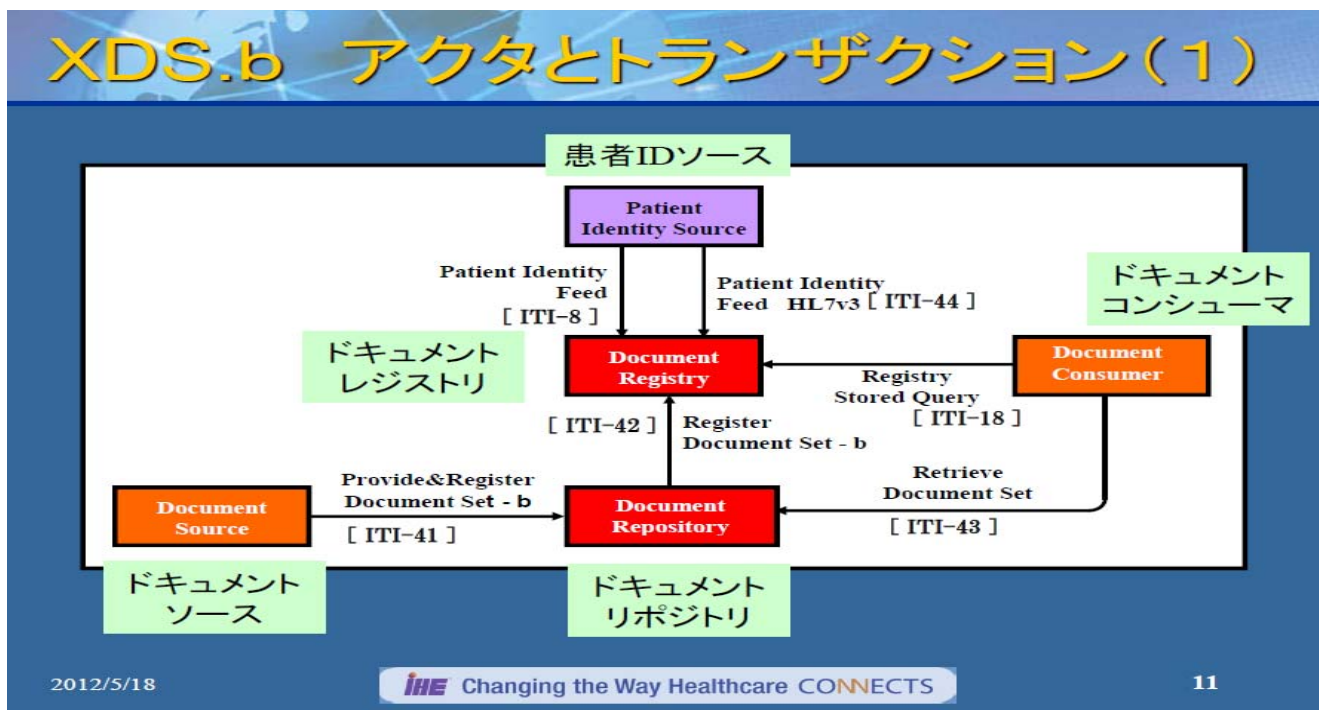 XDS.b アクタとトランザクション(1)
患者IDソース
Patient
Identity Source
Patient Identity
Feed
[ ITI-8 ]
Patient Identity
Feed HL7v3 [ ITI-44 ]
ドキュメント
コンシューマ
ドキュメント
レジストリ
Document
Registry
Document
Consumer
Registry
Stored Query
[ ITI-18 ]
[ ITI-42 ]
Register
Document Set - b
Provide&Register
Document Set - b
[ ITI-41 ]
Retrieve
Document Set
[ ITI-43 ]
Document
Source
Document
Repository
ドキュメント
ソース
ドキュメント
リポジトリ
2012/5/18
IHE Changing the Way Healthcare CONNECTS
11